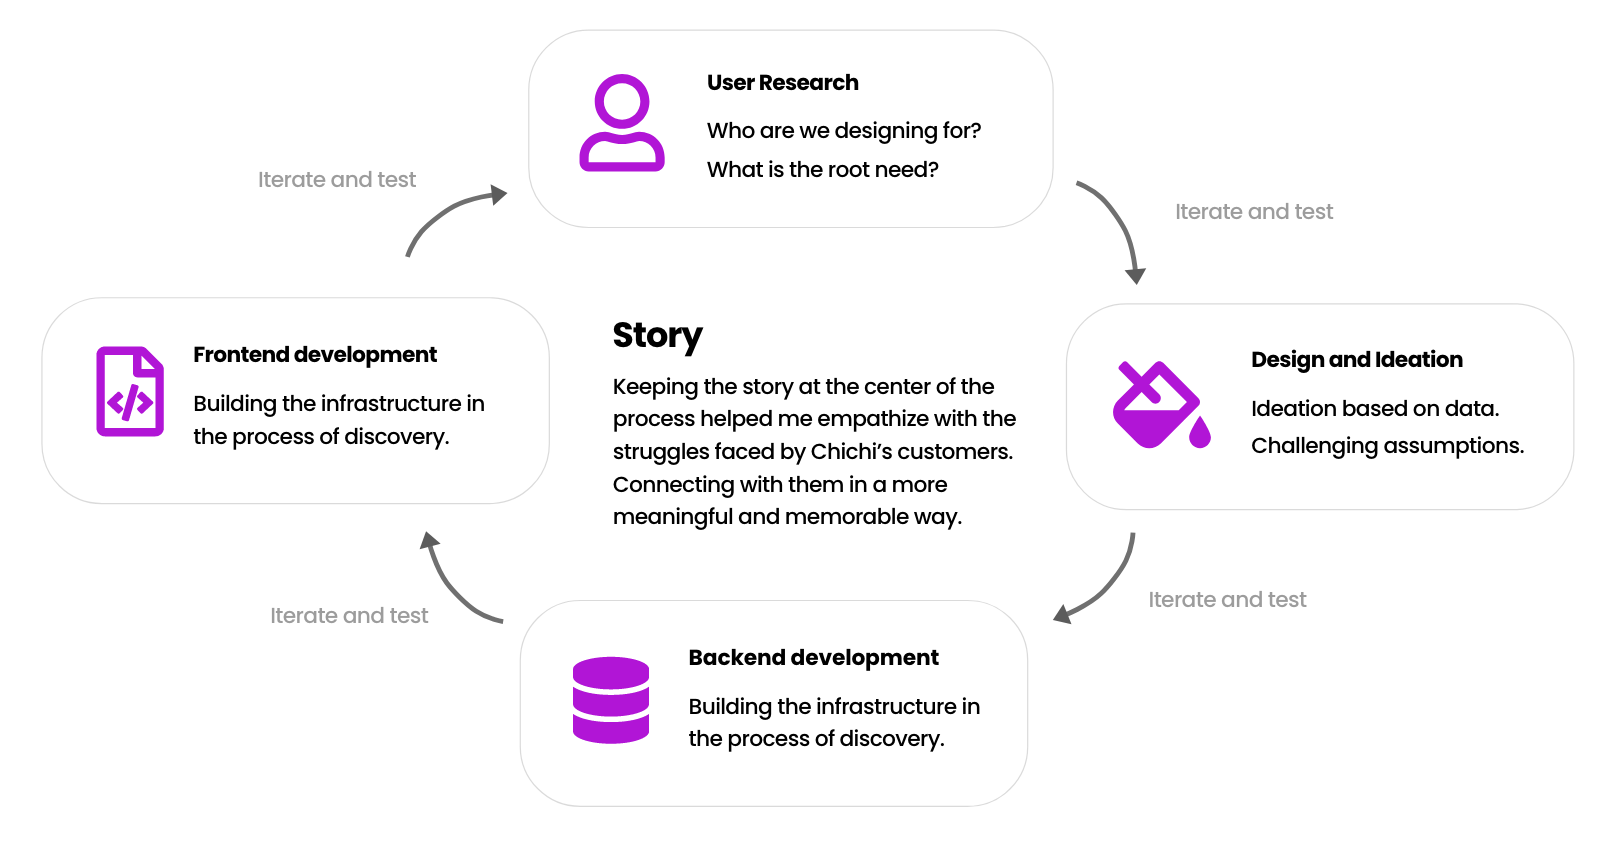 User Research
Who are we designing for?
What is the root need?
Iterate and test
Iterate and test
Frontend development
Building the infrastructure in
the process of discovery.
Story
Keeping the story at the center of the
process helped me empathize with the
struggles faced by Chichi’s customers.
Connecting with them in a more
meaningful and memorable way.
Design and Ideation
Ideation based on data.
Challenging assumptions.
Iterate and test
Iterate and test
Backend development
Building the infrastructure in
the process of discovery.